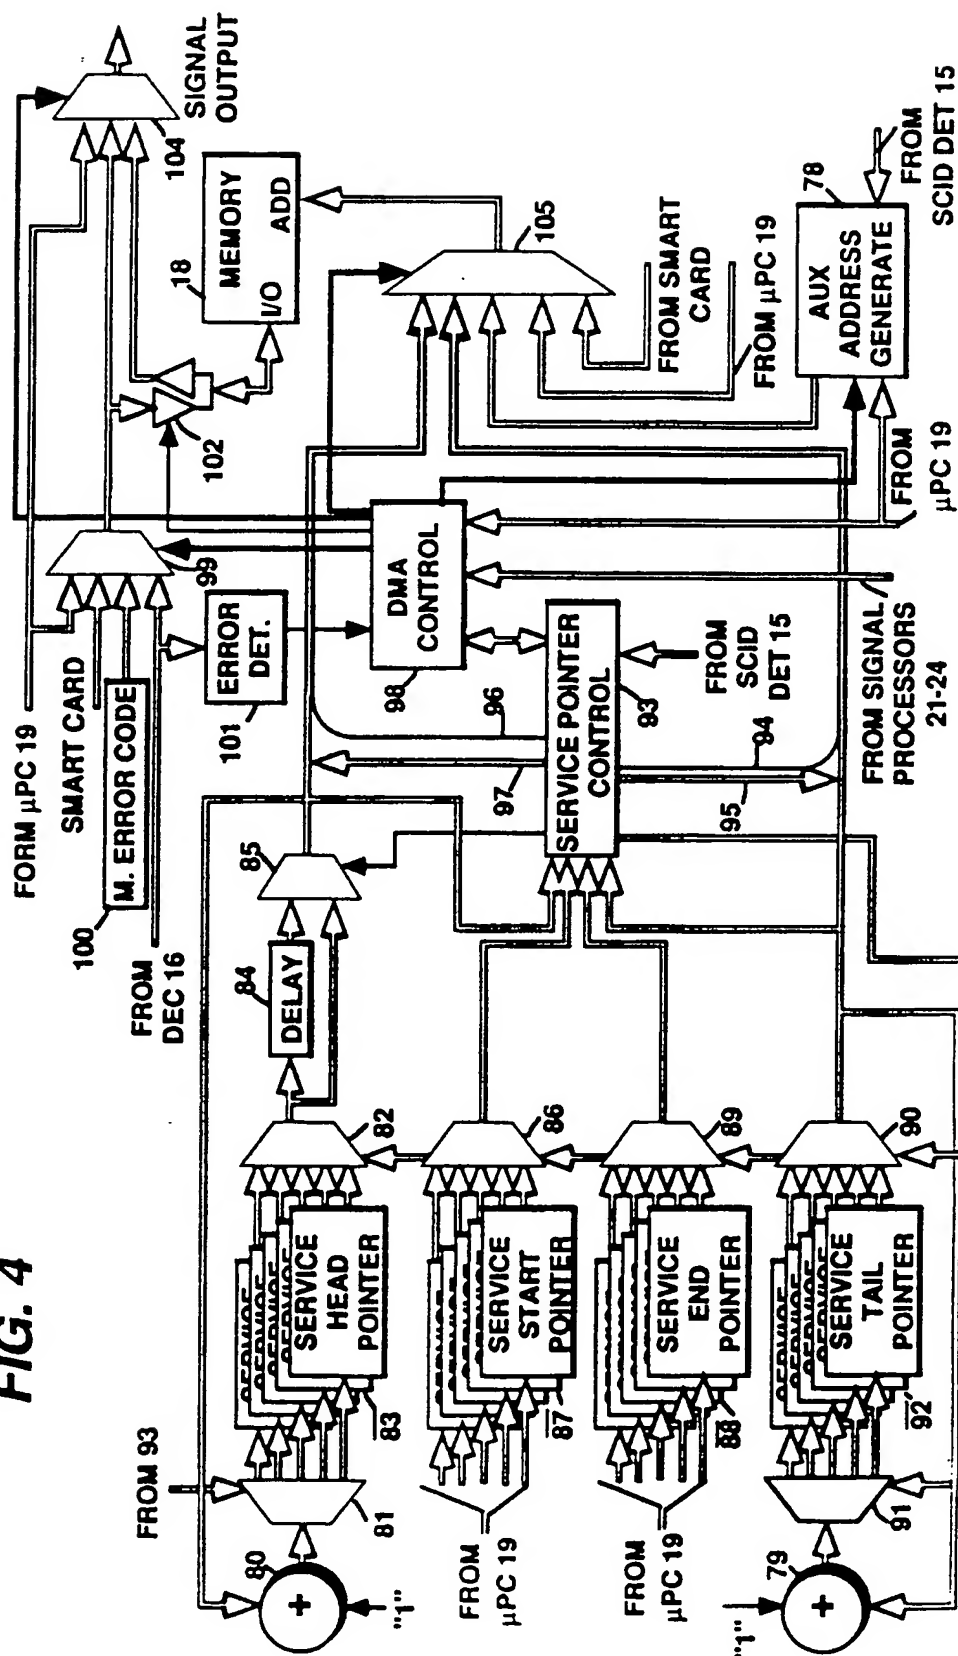 FIG. 4
FORM µPC 19
SMART CARD
M. ERROR CODE
100
FROM
DEC 16
99
ERROR
DET.
101
102
104
SIGNAL
OUTPUT
18
MEMORY
I/O
ADD
105
FROM SMART
CARD
FROM µPC 19
78
AUX
ADDRESS
GENERATE
FROM
SCID DET 15
FROM
µPC 19
DMA
CONTROL
98
FROM SIGNAL
PROCESSORS
21-24
SERVICE POINTER
CONTROL
93
FROM
SCID
DET 15
96
97
94
95
85
84
DELAY
82
86
89
90
FROM 93
80
+
"1"
81
SERVICE
HEAD
POINTER
83
FROM
µPC 19
SERVICE
START
POINTER
87
FROM
µPC 19
SERVICE
END
POINTER
88
79
+
"1"
91
SERVICE
TAIL
POINTER
92